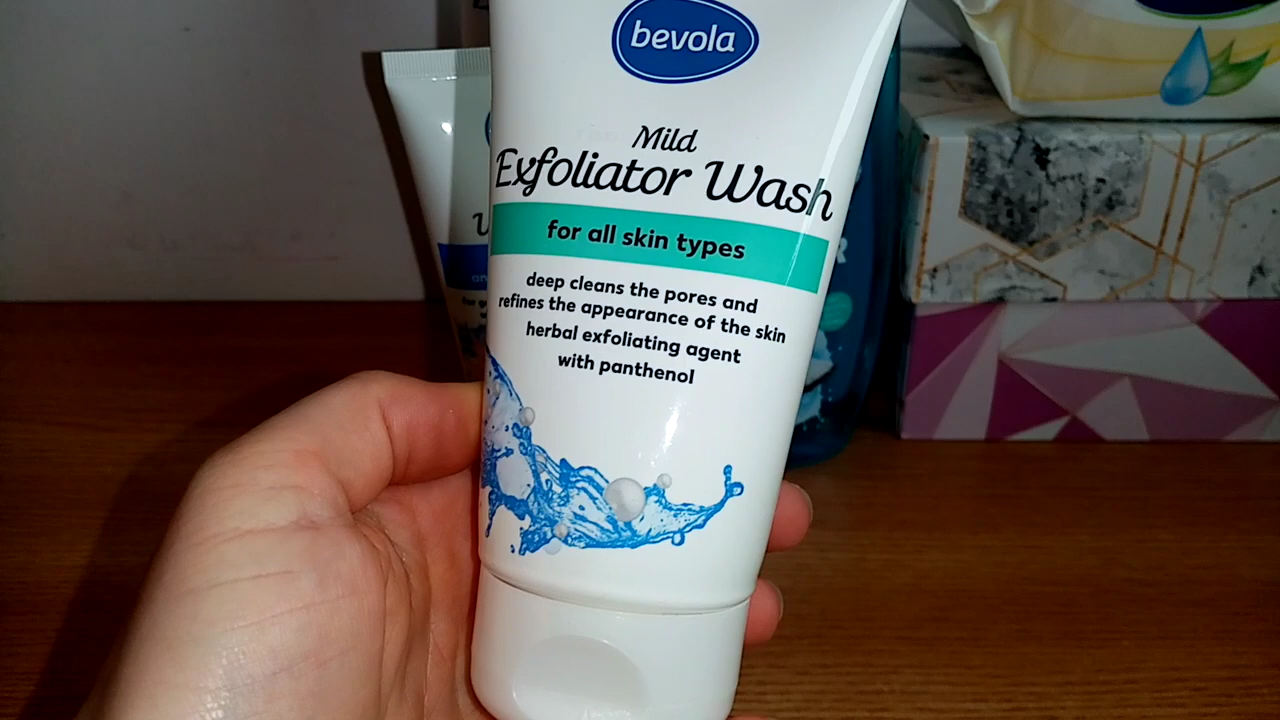 bevola
Mild
Exfoliator Wash
for all skin types
deep cleans the pores and
refines the appearance of the skin
herbal exfoliating agent
with panthenol